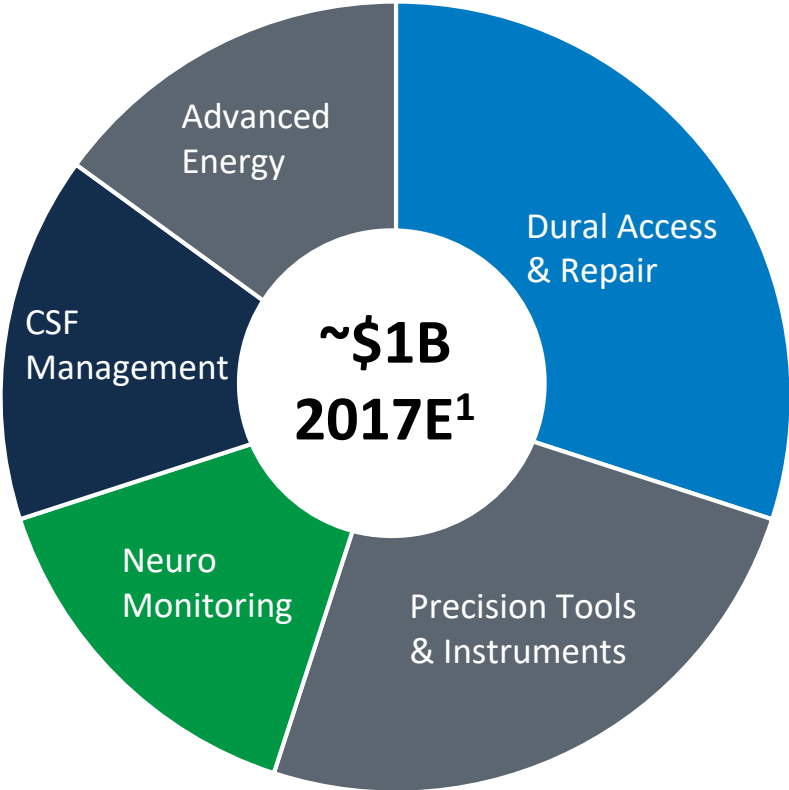 Advanced
Energy
Dural Access
& Repair
CSF
Management
~$1B
2017E¹
Neuro
Monitoring
Precision Tools
& Instruments